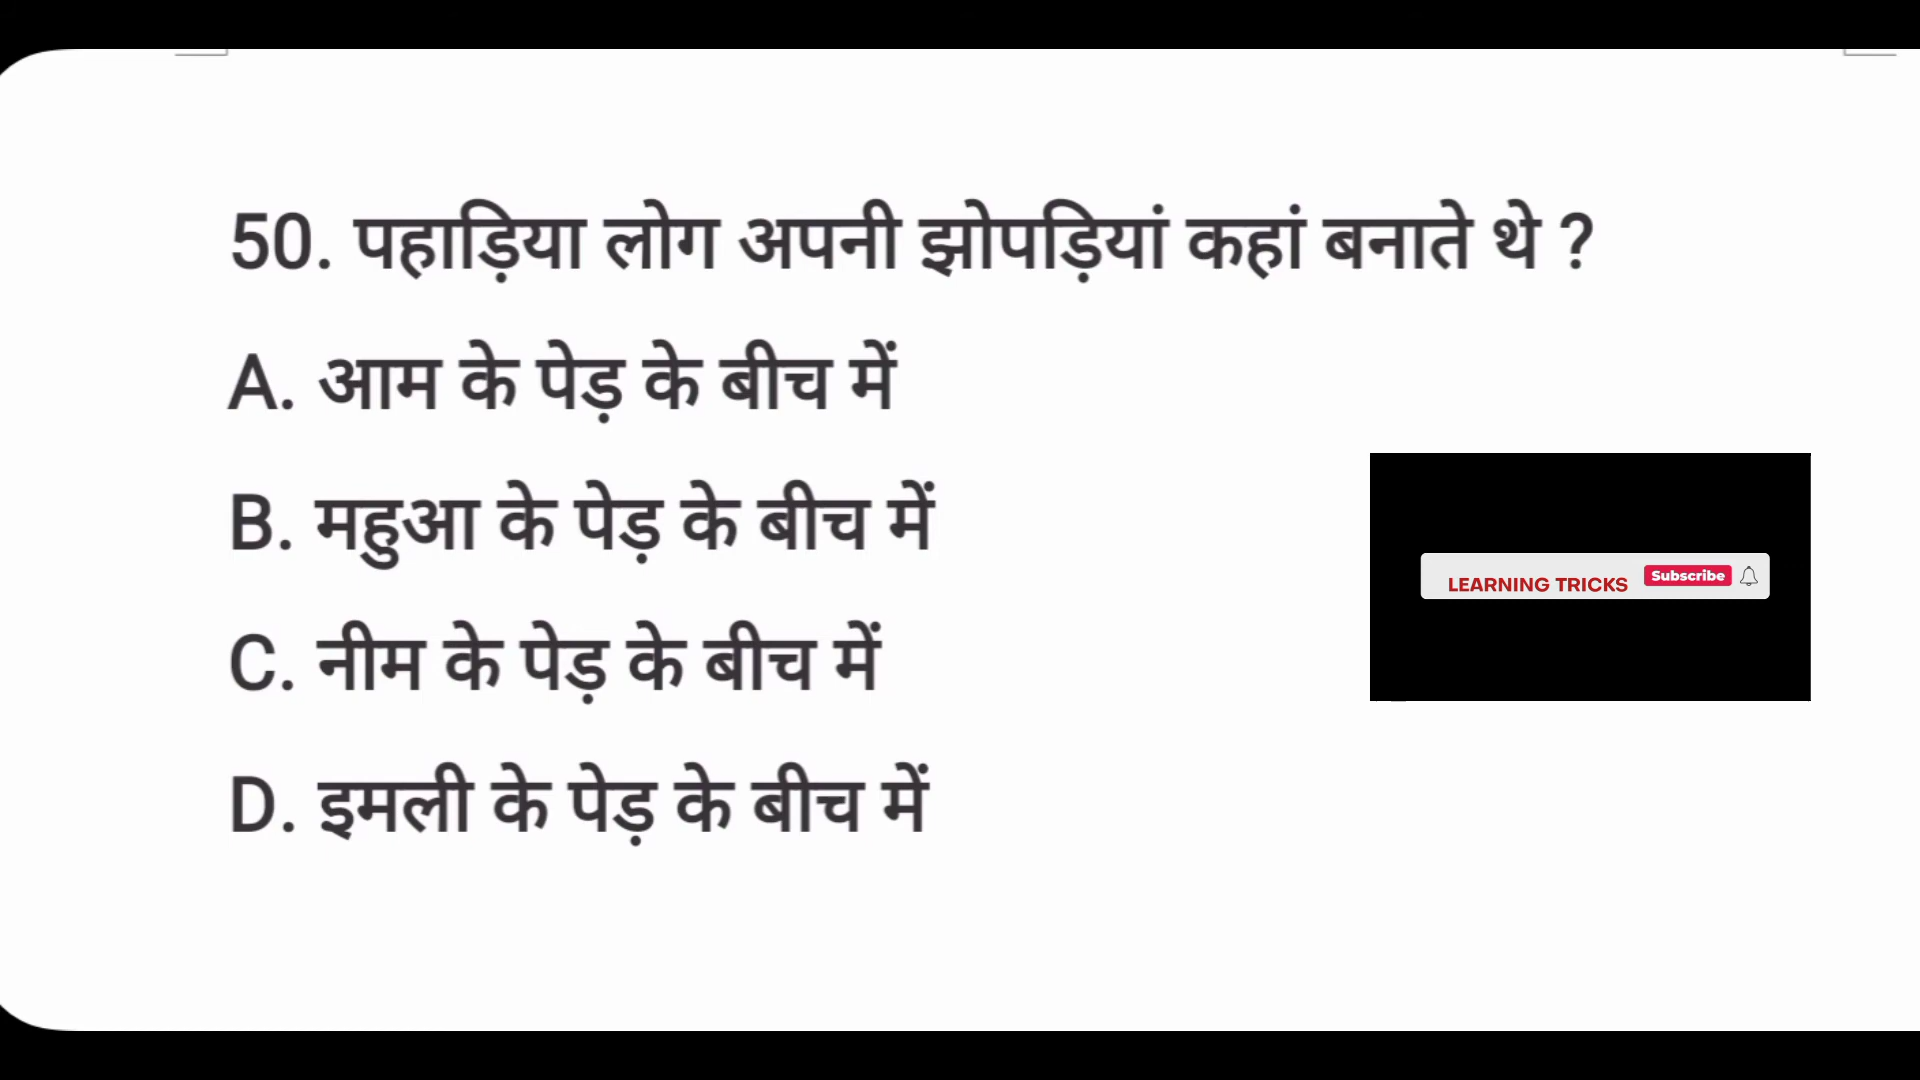 50. पहाड़िया लोग अपनी झोपड़ियां कहां बनाते थे ?
A. आम के पेड़ के बीच में
B. महुआ के पेड़ के बीच में
C. नीम के पेड़ के बीच में
D. इमली के पेड़ के बीच में
LEARNING TRICKS Subscribe